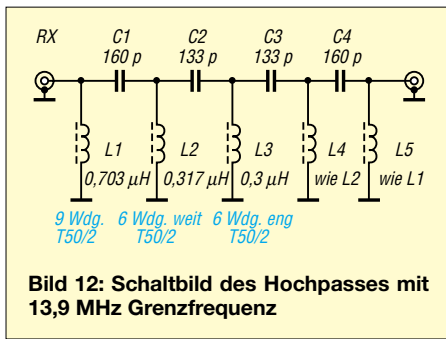 RX C1 C2 C3 C4
160 p 133 p 133 p 160 p
L1 L2 L3 L4 L5
0,703 µH 0,317 µH 0,3 µH wie L2 wie L1
9 Wdg. 6 Wdg. weit 6 Wdg. eng
T50/2 T50/2 T50/2
Bild 12: Schaltbild des Hochpasses mit
13,9 MHz Grenzfrequenz